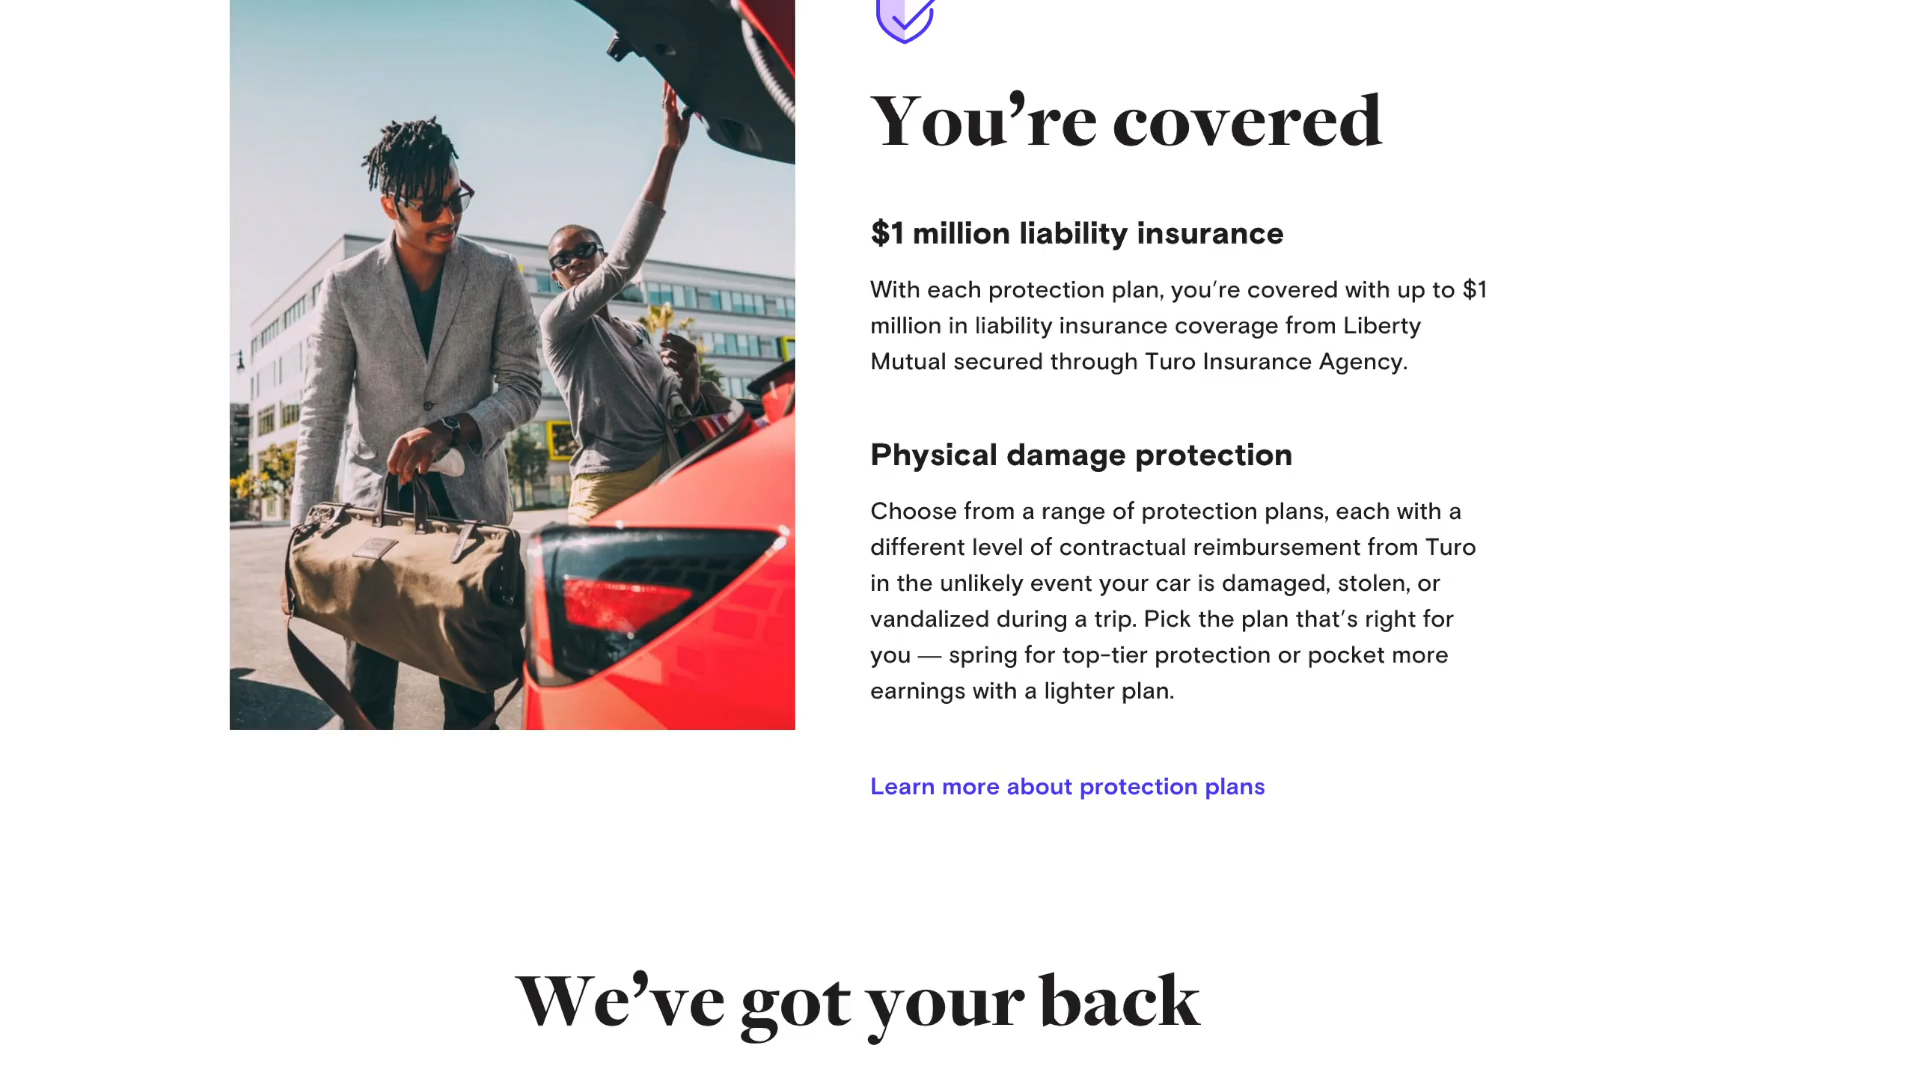 You’re covered
$1 million liability insurance
With each protection plan, you’re covered with up to $1
million in liability insurance coverage from Liberty
Mutual secured through Turo Insurance Agency.
Physical damage protection
Choose from a range of protection plans, each with a
different level of contractual reimbursement from Turo
in the unlikely event your car is damaged, stolen, or
vandalized during a trip. Pick the plan that’s right for
you — spring for top-tier protection or pocket more
earnings with a lighter plan.
Learn more about protection plans
We’ve got your back